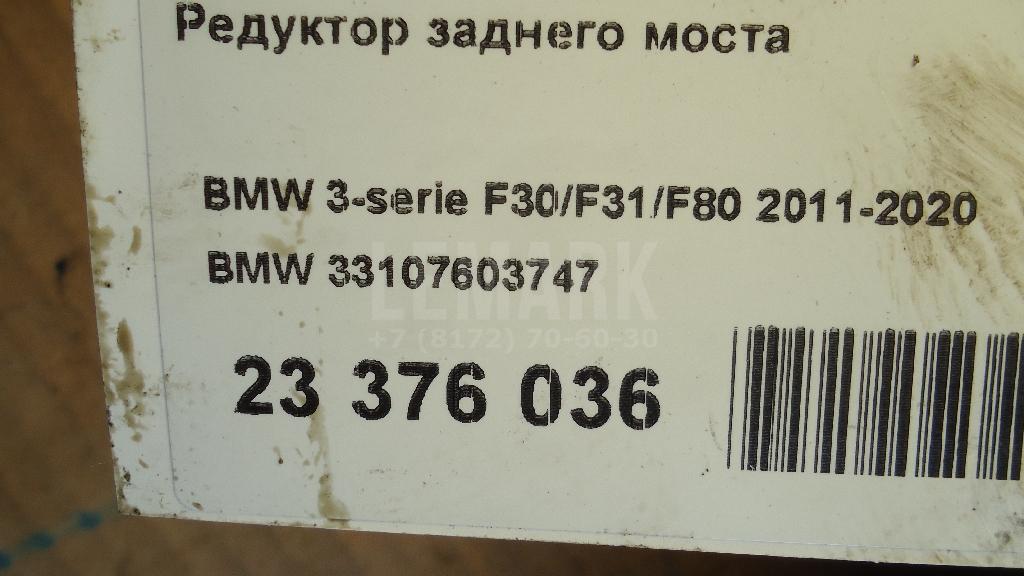 Редуктор заднего моста
BMW 3-serie F30/F31/F80 2011-2020
BMW 33107603747
LEMARK
+7 (8172) 70-60-30
23 376 036